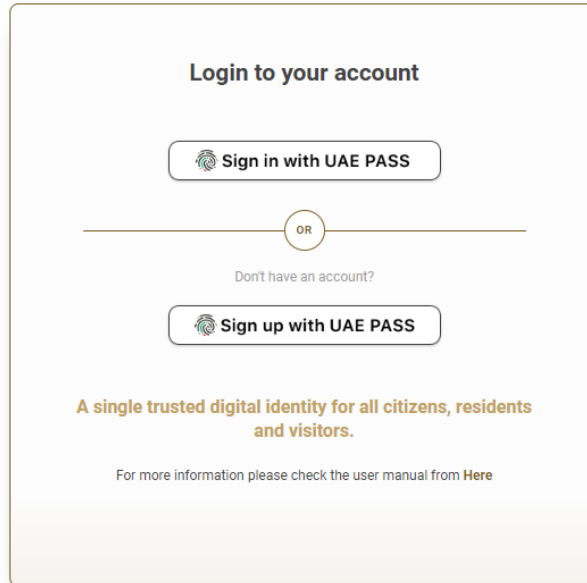 Login to your account
Sign in with UAE PASS
OR
Don't have an account?
Sign up with UAE PASS
A single trusted digital identity for all citizens, residents
and visitors.
For more information please check the user manual from Here